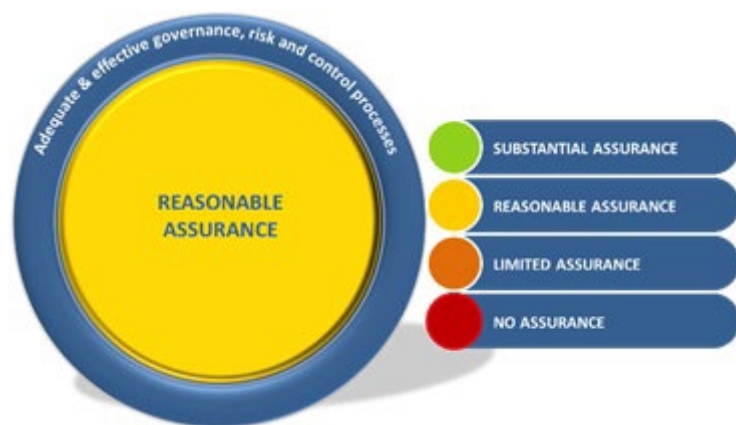 Adequate & effective governance, risk and control processes
REASONABLE
ASSURANCE
SUBSTANTIAL ASSURANCE
REASONABLE ASSURANCE
LIMITED ASSURANCE
NO ASSURANCE